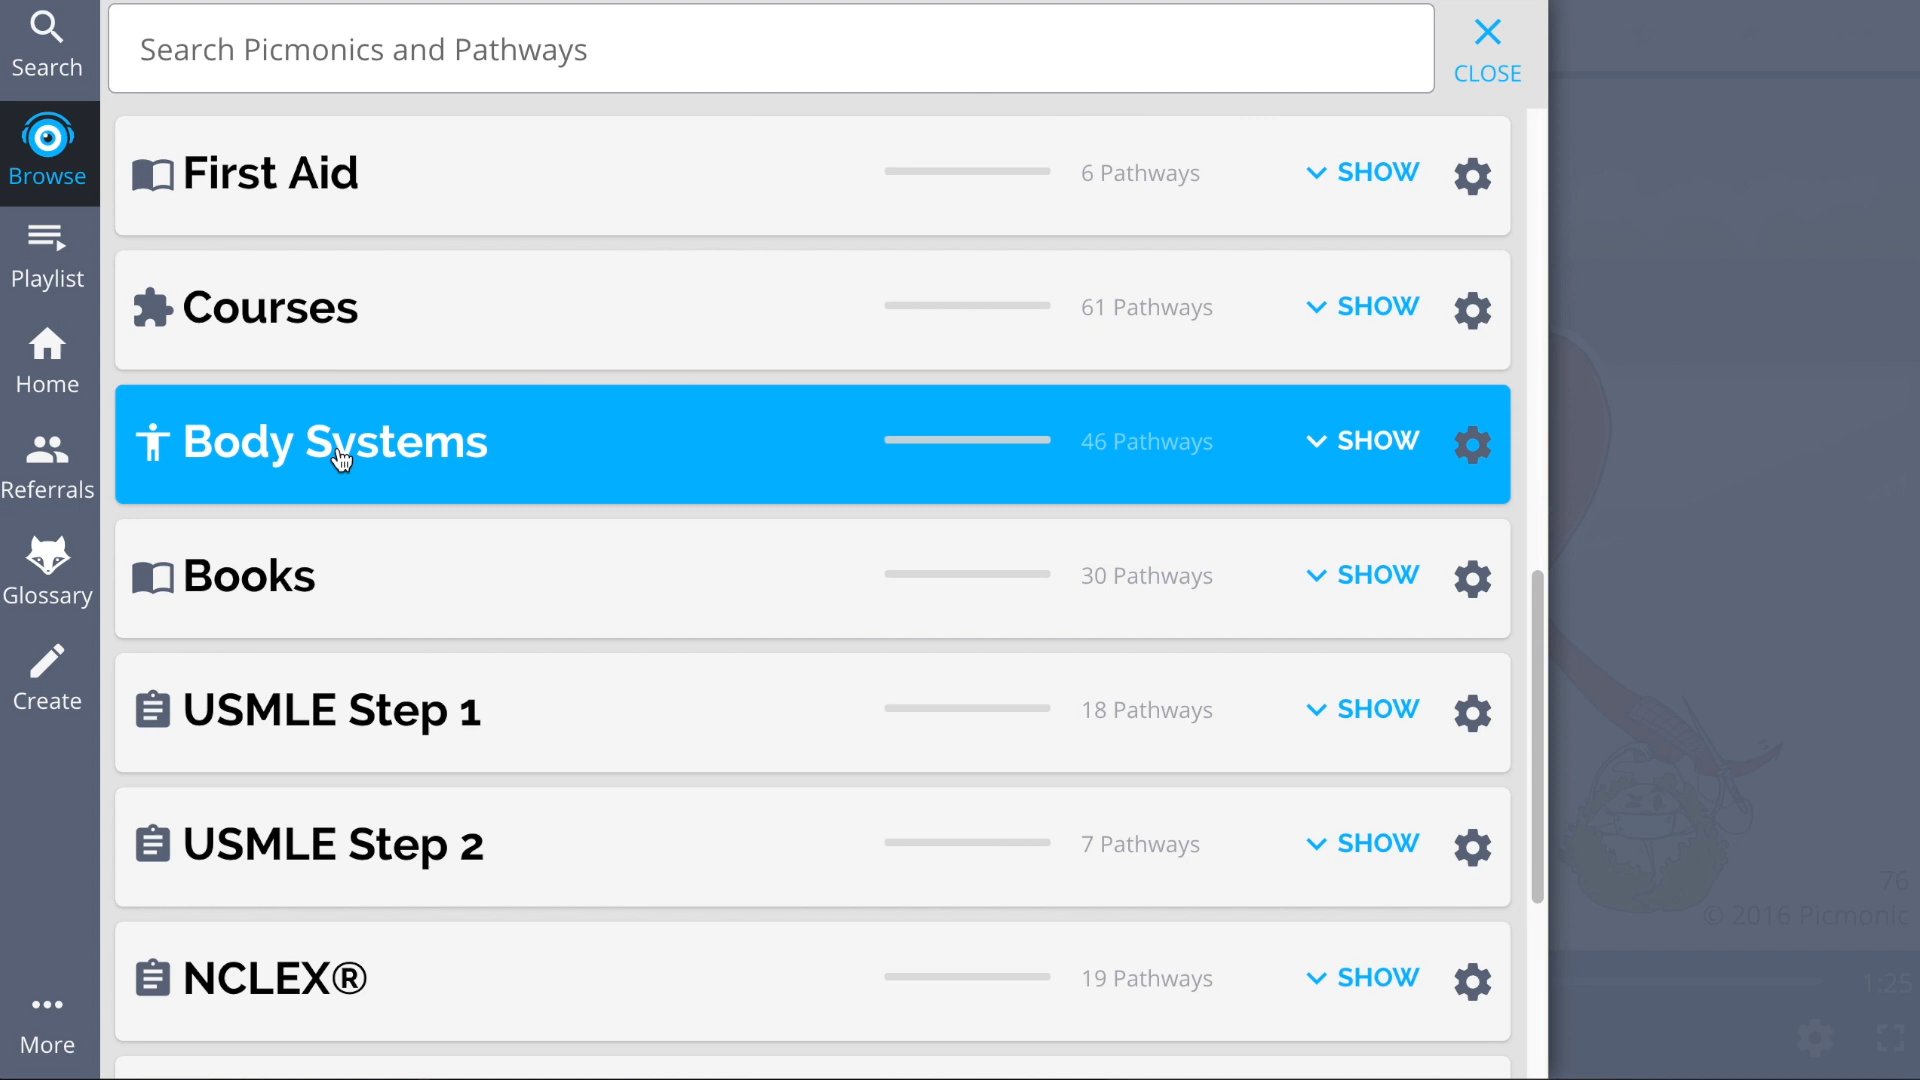 Search
Search Picmonics and Pathways
CLOSE
Browse
Playlist
Home
Referrals
Glossary
Create
More
First Aid 6 Pathways SHOW
Courses 61 Pathways SHOW
Body Systems 46 Pathways SHOW
Books 30 Pathways SHOW
USMLE Step 1 18 Pathways SHOW
USMLE Step 2 7 Pathways SHOW
NCLEX® 19 Pathways SHOW
76
© 2016 Picmonic
1:25